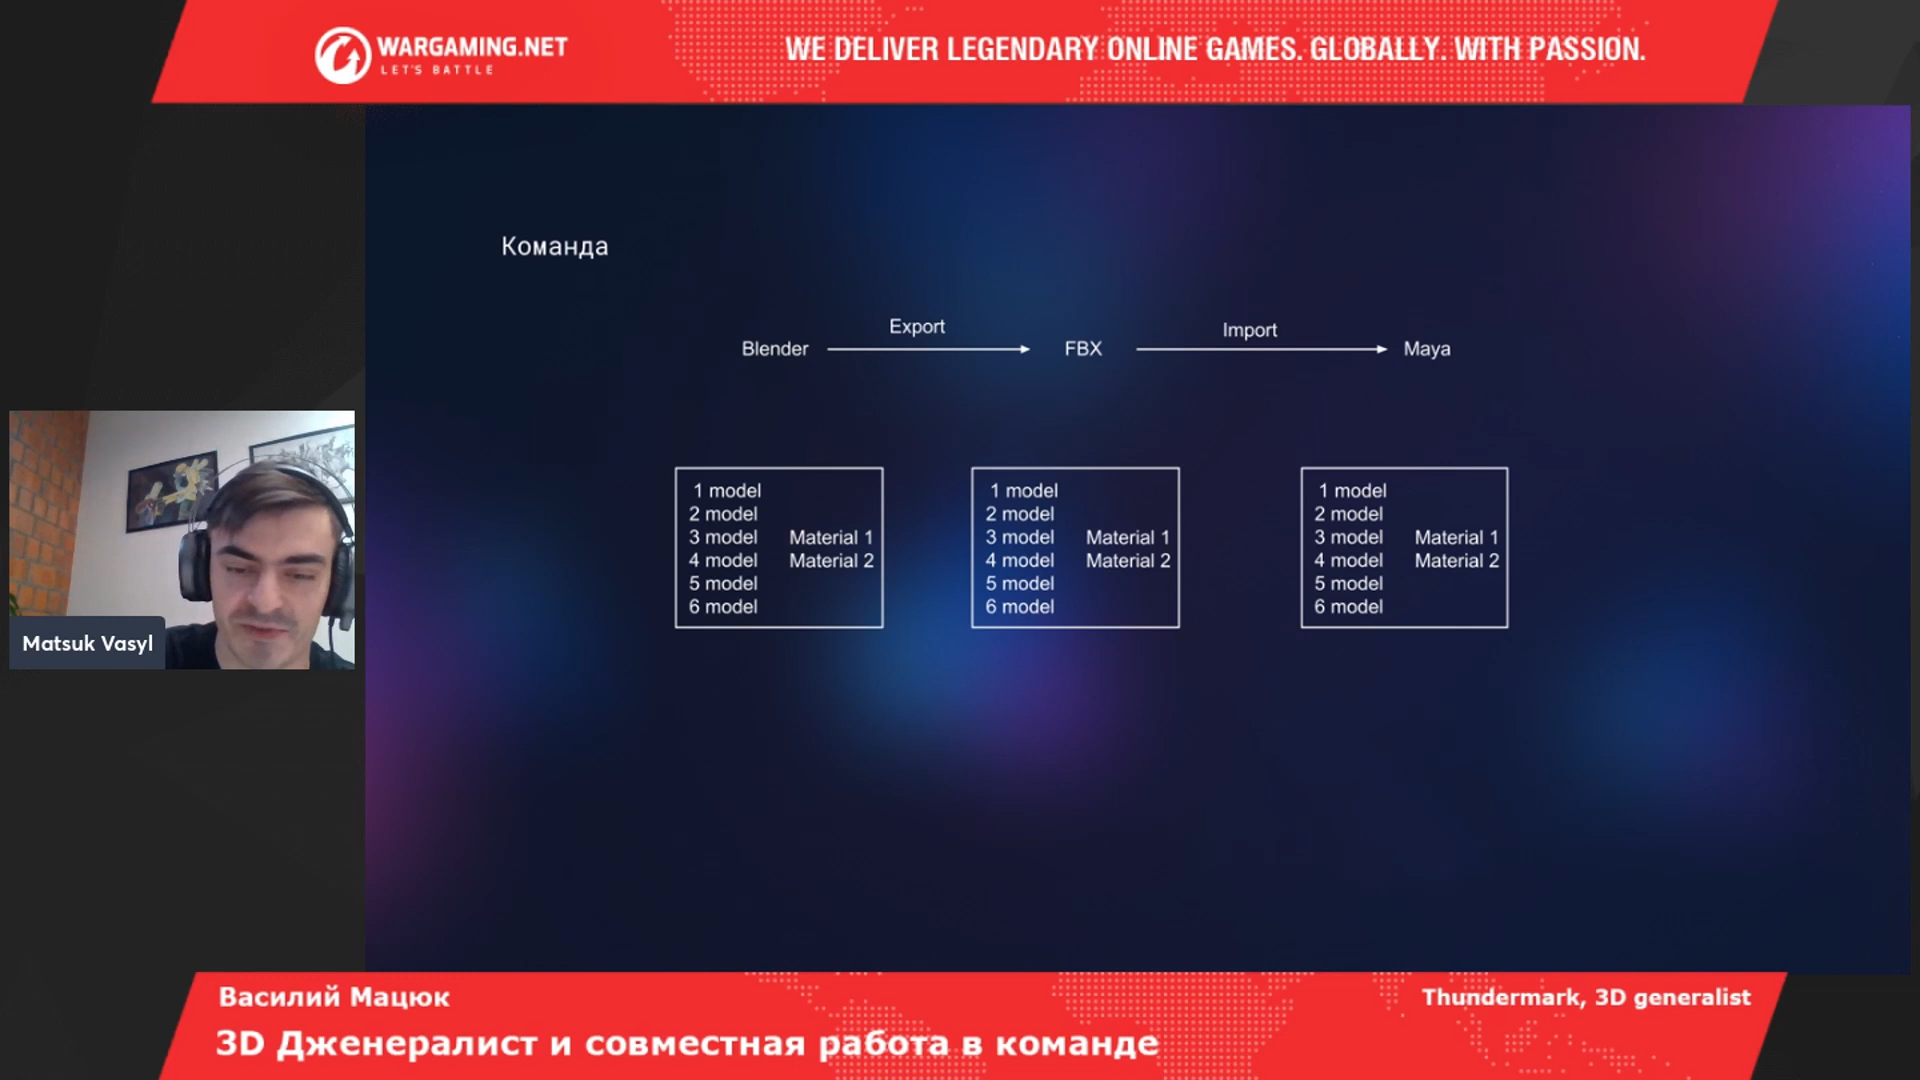 WARGAMING.NET
LET'S BATTLE
WE DELIVER LEGENDARY ONLINE GAMES. GLOBALLY. WITH PASSION.
Команда
Export
Import
Blender
FBX
Maya
1 model
2 model
3 model
4 model
5 model
6 model
Material 1
Material 2
1 model
2 model
3 model
4 model
5 model
6 model
Material 1
Material 2
1 model
2 model
3 model
4 model
5 model
6 model
Material 1
Material 2
Matsuk Vasyl
Василий Мацюк
Thundermark, 3D generalist
3D Дженералист и совместная работа в команде